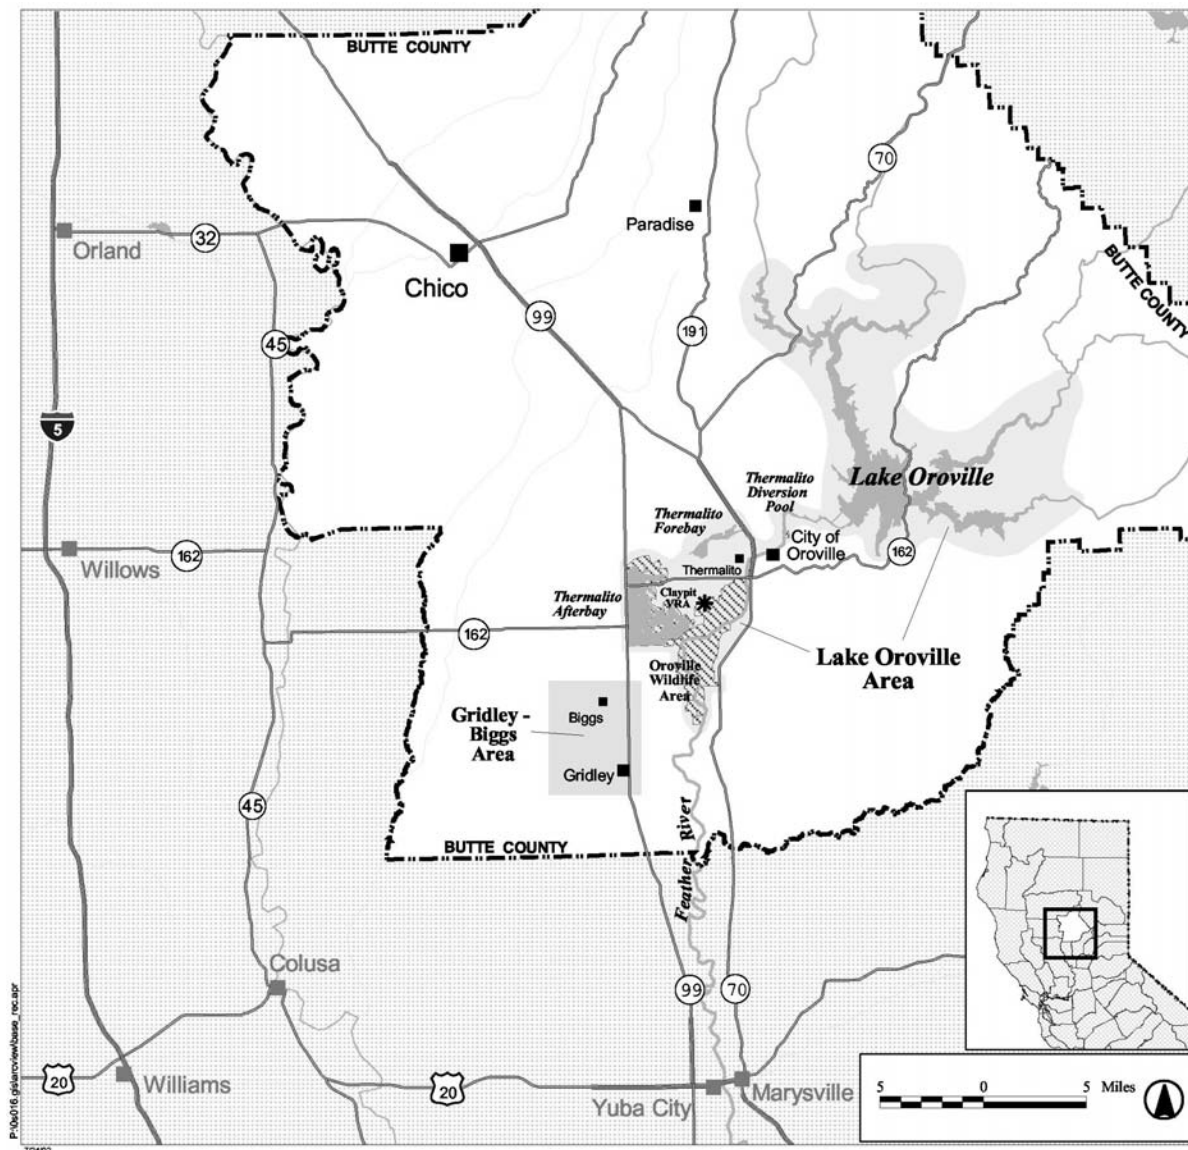 BUTTE COUNTY
70
Paradise
Orland
32
Chico
BUTTE COUNTY
99
191
45
5
Lake Oroville
Thermalito
Diversion
Pool
Thermalito
Forebay
City of
Oroville
162
Willows
162
Thermalito
Thermalito
Afterbay
Claypit
VRA
162
Lake Oroville
Area
Oroville
Wildlife
Area
Gridley -
Biggs
Area
Biggs
Gridley
45
BUTTE COUNTY
Feather River
Colusa
99
70
20
Williams
20
Yuba City
Marysville
5 0 5 Miles